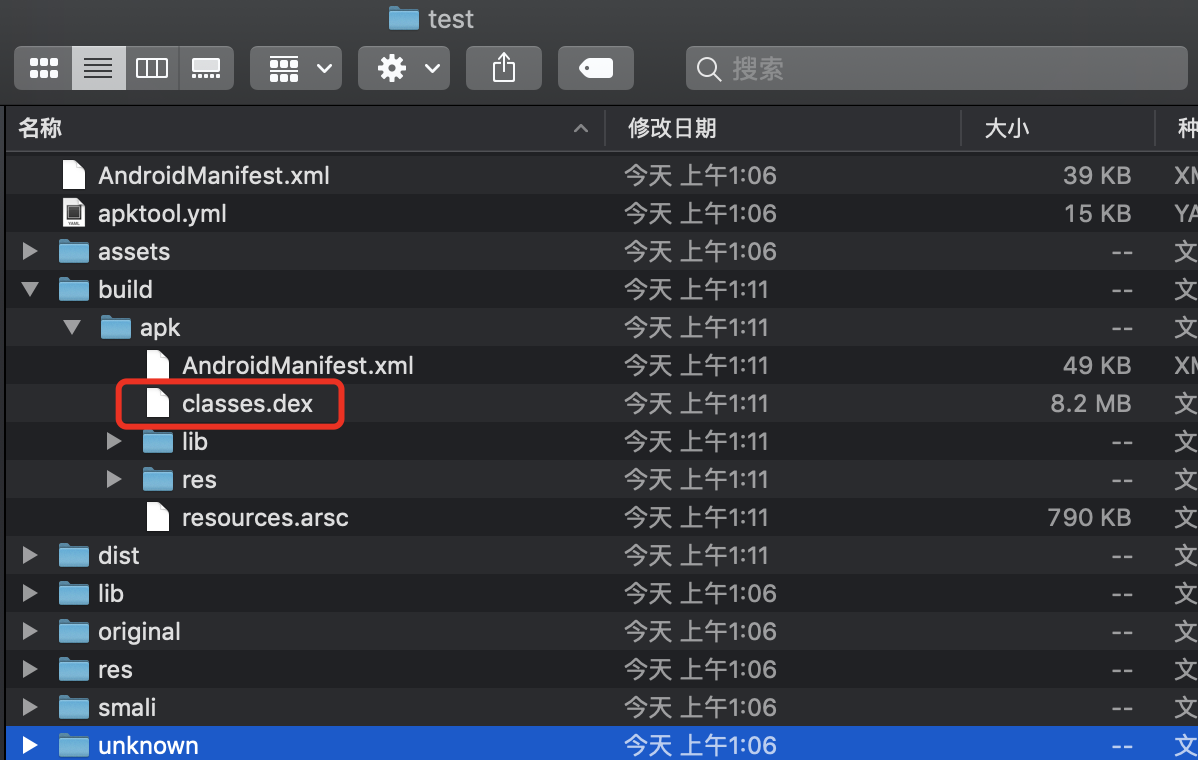 test
搜索
名称 修改日期 大小 种
AndroidManifest.xml 今天 上午1:06 39 KB XM
apktool.yml 今天 上午1:06 15 KB YA
assets 今天 上午1:06 -- 文
build 今天 上午1:11 -- 文
apk 今天 上午1:11 -- 文
AndroidManifest.xml 今天 上午1:11 49 KB XM
classes.dex 今天 上午1:11 8.2 MB 文
lib 今天 上午1:11 -- 文
res 今天 上午1:11 -- 文
resources.arsc 今天 上午1:11 790 KB 文
dist 今天 上午1:11 -- 文
lib 今天 上午1:06 -- 文
original 今天 上午1:06 -- 文
res 今天 上午1:06 -- 文
smali 今天 上午1:06 -- 文
unknown 今天 上午1:06 -- 文